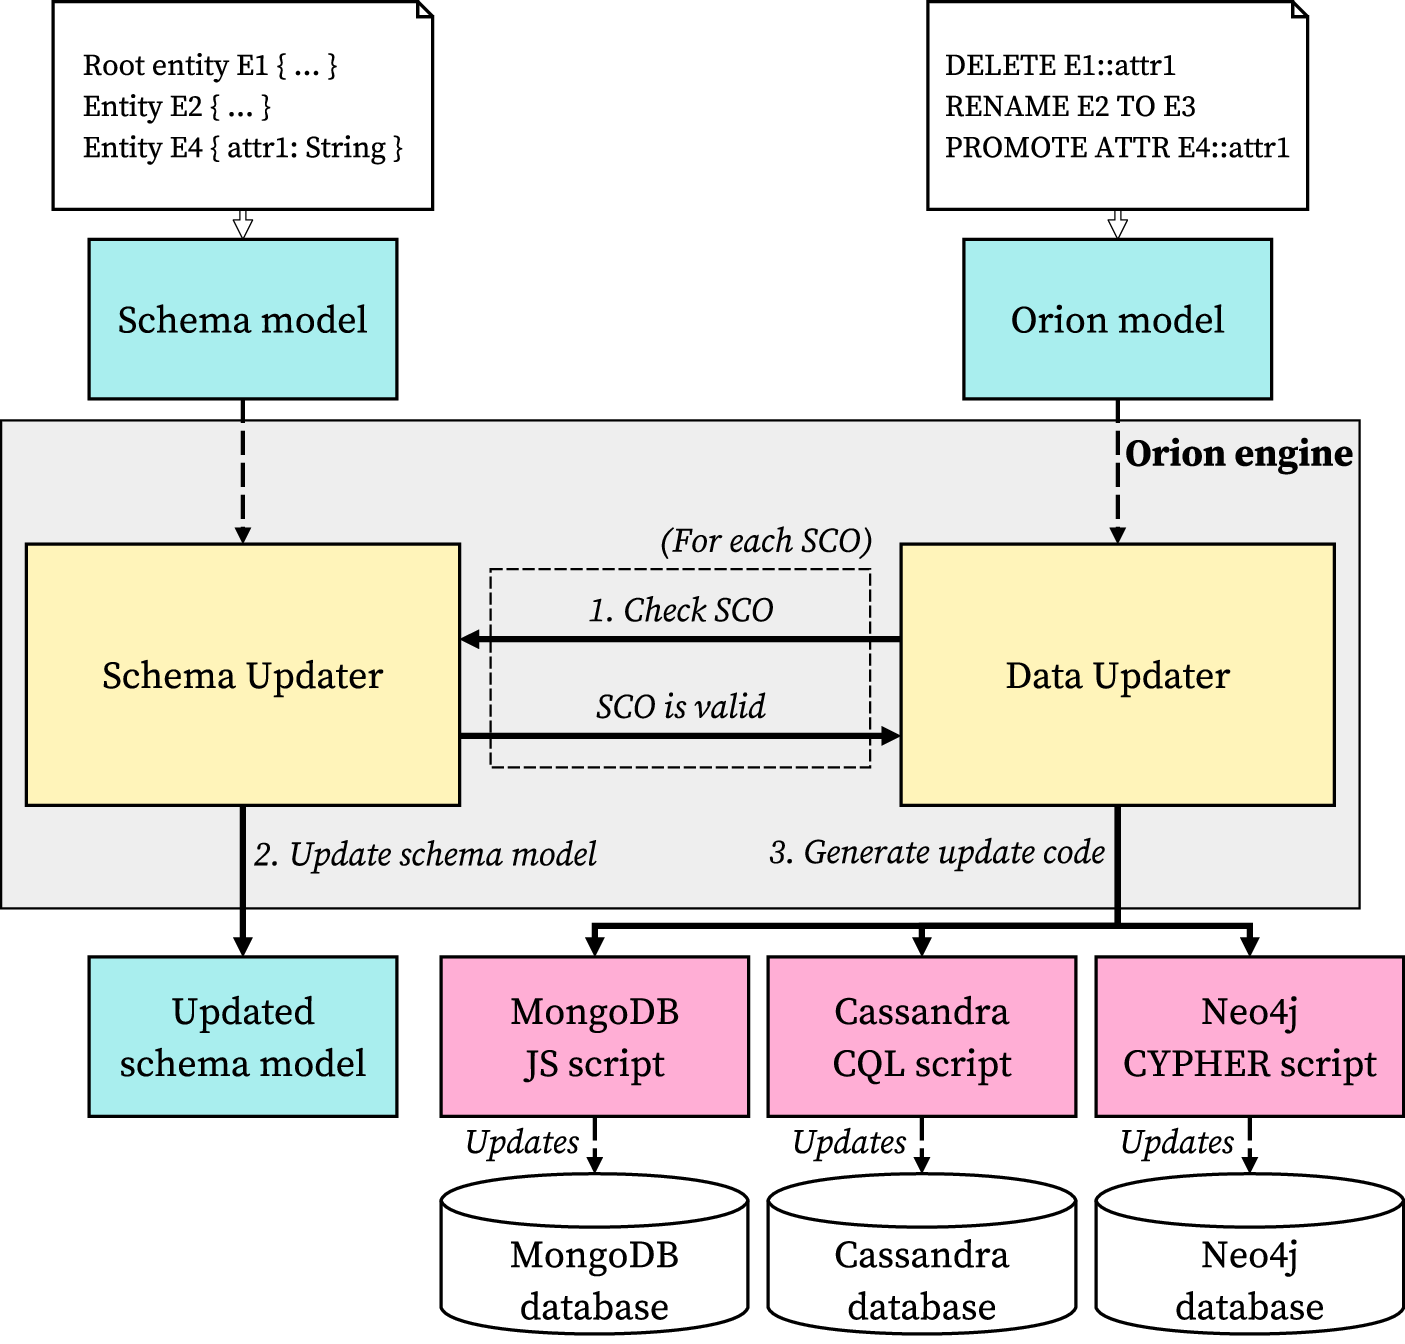 Root entity E1 { ... }
Entity E2 { ... }
Entity E4 { attr1: String }
DELETE E1::attr1
RENAME E2 TO E3
PROMOTE ATTR E4::attr1
Schema model
Orion model
Orion engine
(For each SCO)
1. Check SCO
Schema Updater
Data Updater
SCO is valid
2. Update schema model
3. Generate update code
Updated
schema model
MongoDB
JS script
Cassandra
CQL script
Neo4j
CYPHER script
Updates
Updates
Updates
MongoDB
database
Cassandra
database
Neo4j
database